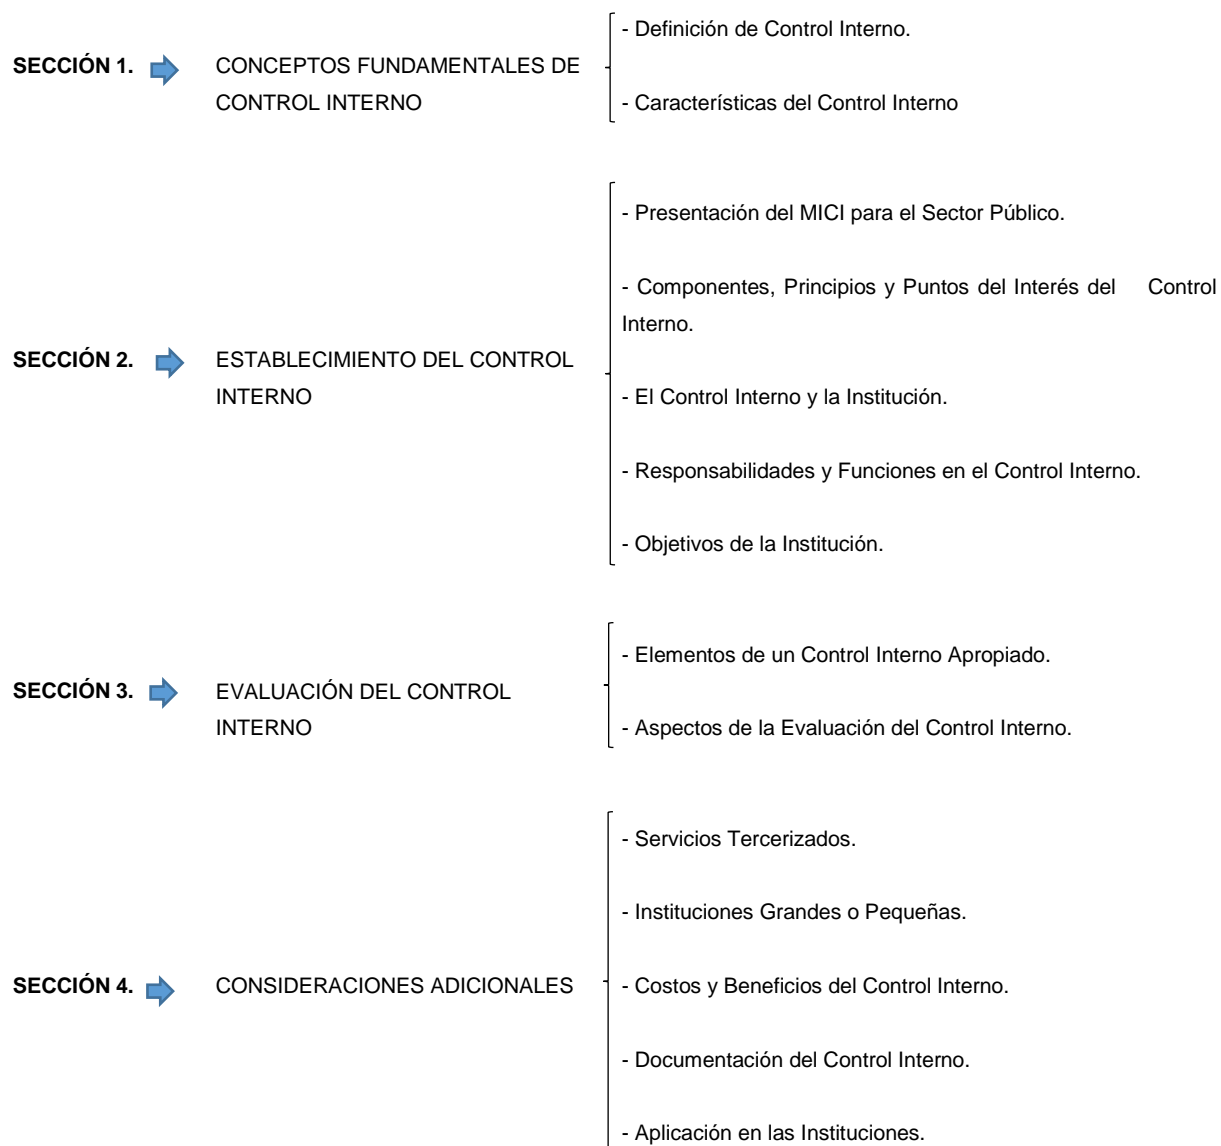 - Definición de Control Interno.
SECCIÓN 1. CONCEPTOS FUNDAMENTALES DE
CONTROL INTERNO
- Características del Control Interno
- Presentación del MICI para el Sector Público.
- Componentes, Principios y Puntos del Interés del Control
Interno.
SECCIÓN 2. ESTABLECIMIENTO DEL CONTROL
INTERNO
- El Control Interno y la Institución.
- Responsabilidades y Funciones en el Control Interno.
- Objetivos de la Institución.
- Elementos de un Control Interno Apropiado.
SECCIÓN 3. EVALUACIÓN DEL CONTROL
INTERNO
- Aspectos de la Evaluación del Control Interno.
- Servicios Tercerizados.
- Instituciones Grandes o Pequeñas.
SECCIÓN 4. CONSIDERACIONES ADICIONALES
- Costos y Beneficios del Control Interno.
- Documentación del Control Interno.
- Aplicación en las Instituciones.